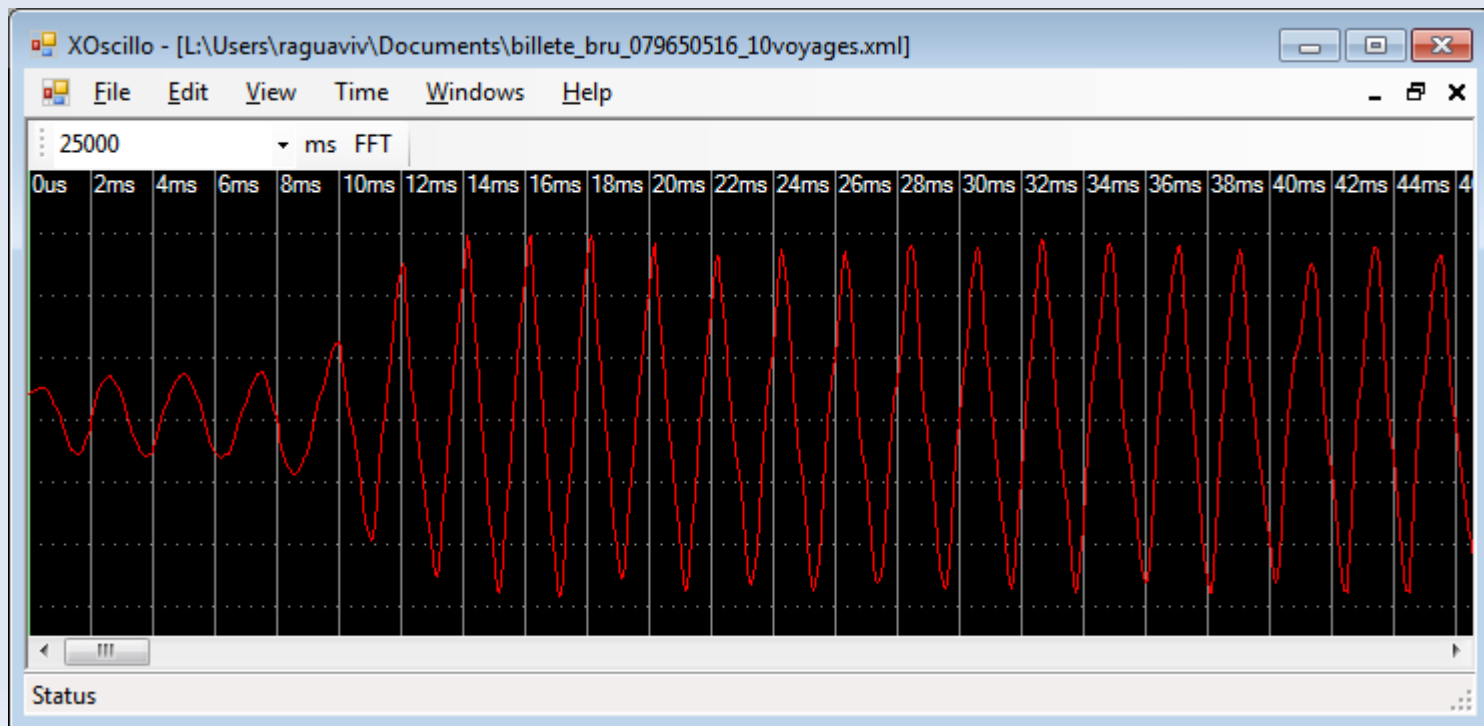 XOscillo - [L:\Users\raguaviv\Documents\billete_bru_079650516_10voyages.xml]
File Edit View Time Windows Help
25000 ms FFT
0us 2ms 4ms 6ms 8ms 10ms 12ms 14ms 16ms 18ms 20ms 22ms 24ms 26ms 28ms 30ms 32ms 34ms 36ms 38ms 40ms 42ms 44ms
Status